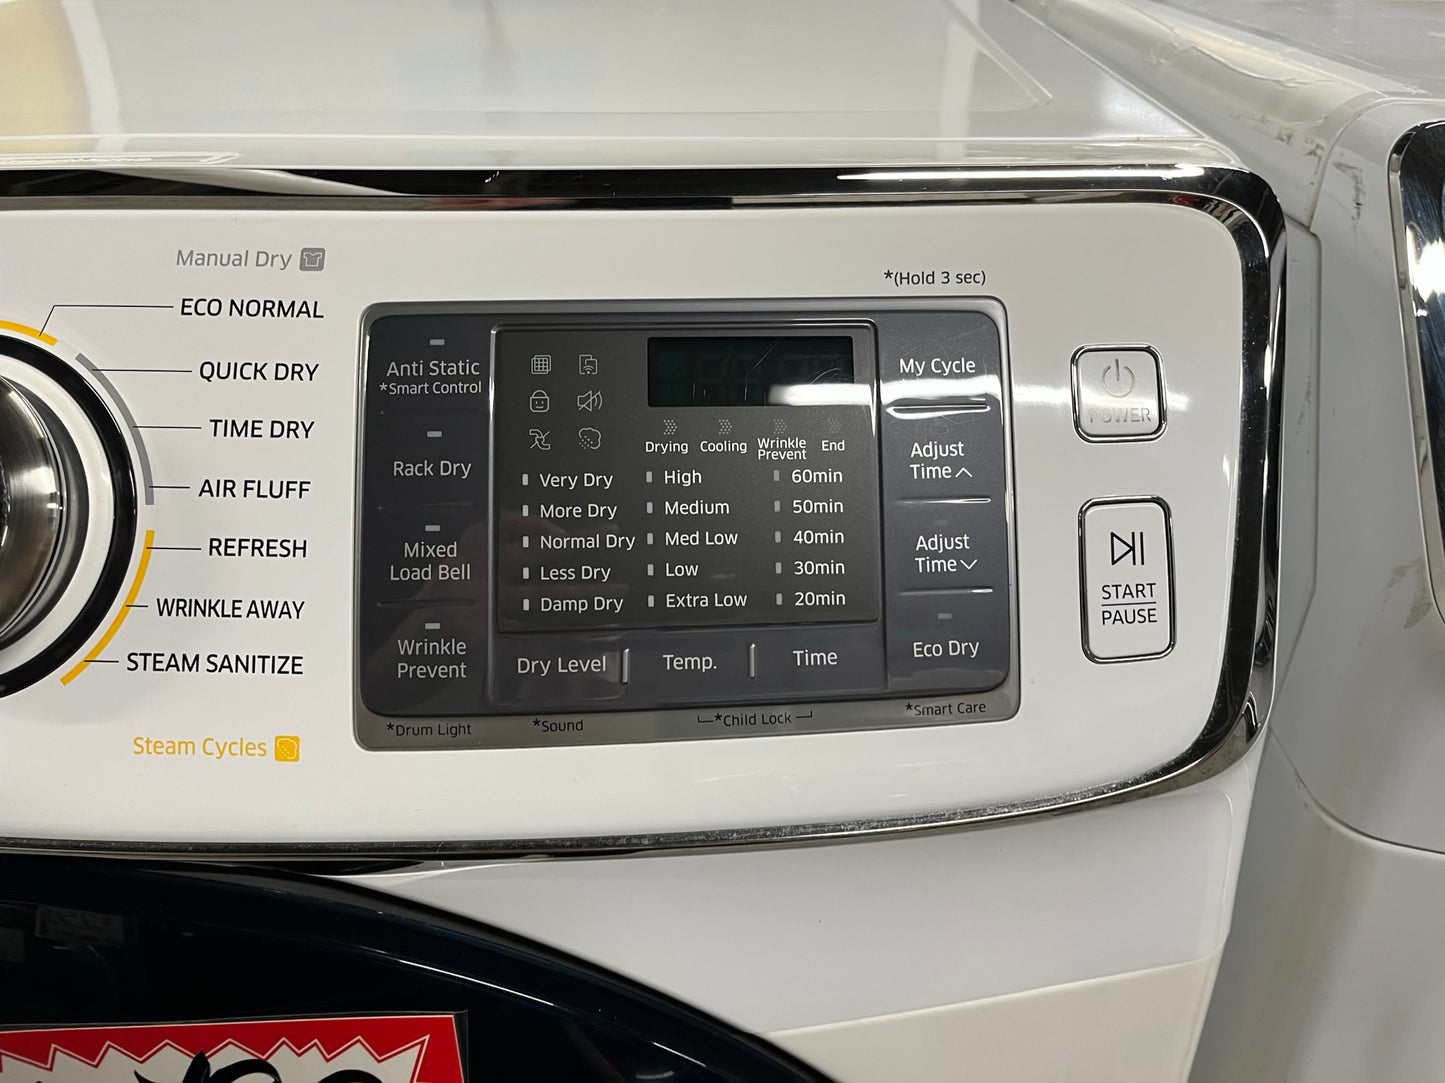 Manual Dry
ECO NORMAL
QUICK DRY
TIME DRY
AIR FLUFF
REFRESH
WRINKLE AWAY
STEAM SANITIZE
Steam Cycles
*(Hold 3 sec)
Anti Static
*Smart Control
Rack Dry
Mixed
Load Bell
Wrinkle
Prevent
Drying
Cooling
Wrinkle
Prevent
End
Very Dry
More Dry
Normal Dry
Less Dry
Damp Dry
High
Medium
Med Low
Low
Extra Low
60min
50min
40min
30min
20min
Dry Level
Temp.
Time
My Cycle
Adjust
Time
Adjust
Time
Eco Dry
*Drum Light
*Sound
*Child Lock
*Smart Care
POWER
START
PAUSE